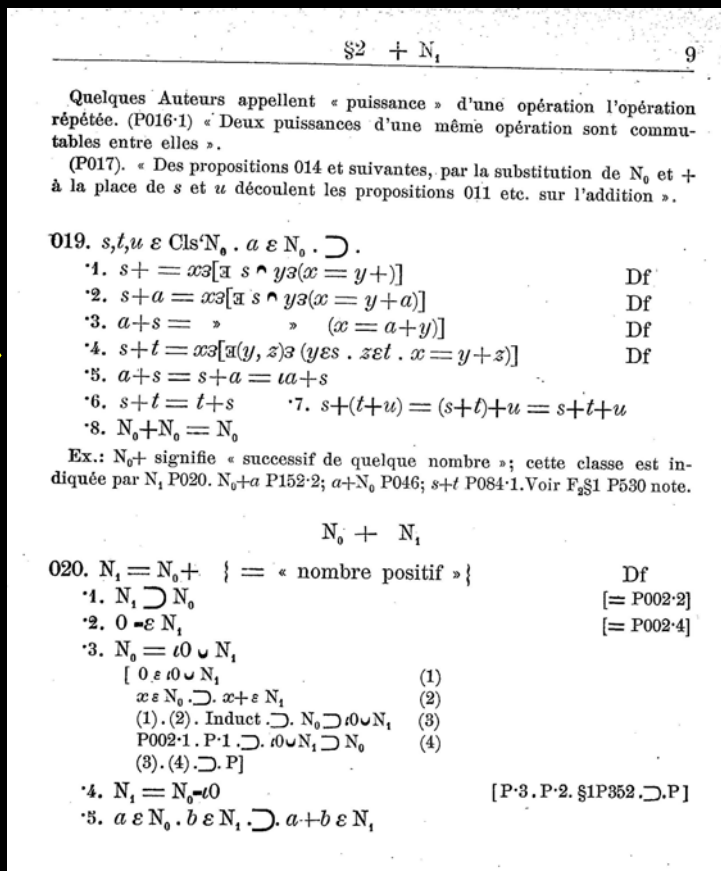 §2 + N₁ 9
Quelques Auteurs appellent « puissance » d'une opération l'opération
répétée. (P016·1) « Deux puissances d'une même opération sont commu-
tables entre elles ».
(P017). « Des propositions 014 et suivantes, par la substitution de N₀ et +
à la place de s et u découlent les propositions 011 etc. sur l'addition ».
019. s,t,u ε Cls‘N₀ . a ε N₀ . ⊃ .
·1. s+ = x϶[ƎƎ s ∩ y϶(x = y+)] Df
·2. s+a = x϶[Ǝ s ∩ y϶(x = y+a)] Df
·3. a+s = » » (x = a+y)] Df
·4. s+t = x϶[Ǝ(y, z)϶ (yεs . zεt . x = y+z)] Df
·5. a+s = s+a = ιa+s
·6. s+t = t+s ·7. s+(t+u) = (s+t)+u = s+t+u
·8. N₀+N₀ = N₀
Ex.: N₀+ signifie « successif de quelque nombre »; cette classe est in-
diquée par N₁ P020. N₀+a P152·2; a+N₀ P046; s+t P084·1. Voir F₂§1 P530 note.
N₀ + N₁
020. N₁ = N₀+ { = « nombre positif »{ Df
·1. N₁ ⊃ N₀ [= P002·2]
·2. 0 -ε N₁ [= P002·4]
·3. N₀ = ι0 ∪ N₁
[ 0 ε ι0 ∪ N₁ (1)
x ε N₀ .⊃. x+ ε N₁ (2)
(1).(2). Induct .⊃. N₀ ⊃ ι0∪N₁ (3)
P002·1 . P·1 .⊃. ι0∪N₁ ⊃ N₀ (4)
(3).(4).⊃. P]
·4. N₁ = N₀-ι0 [P·3 . P·2. §1P352 .⊃.P]
·5. a ε N₀ . b ε N₁ .⊃. a+b ε N₁